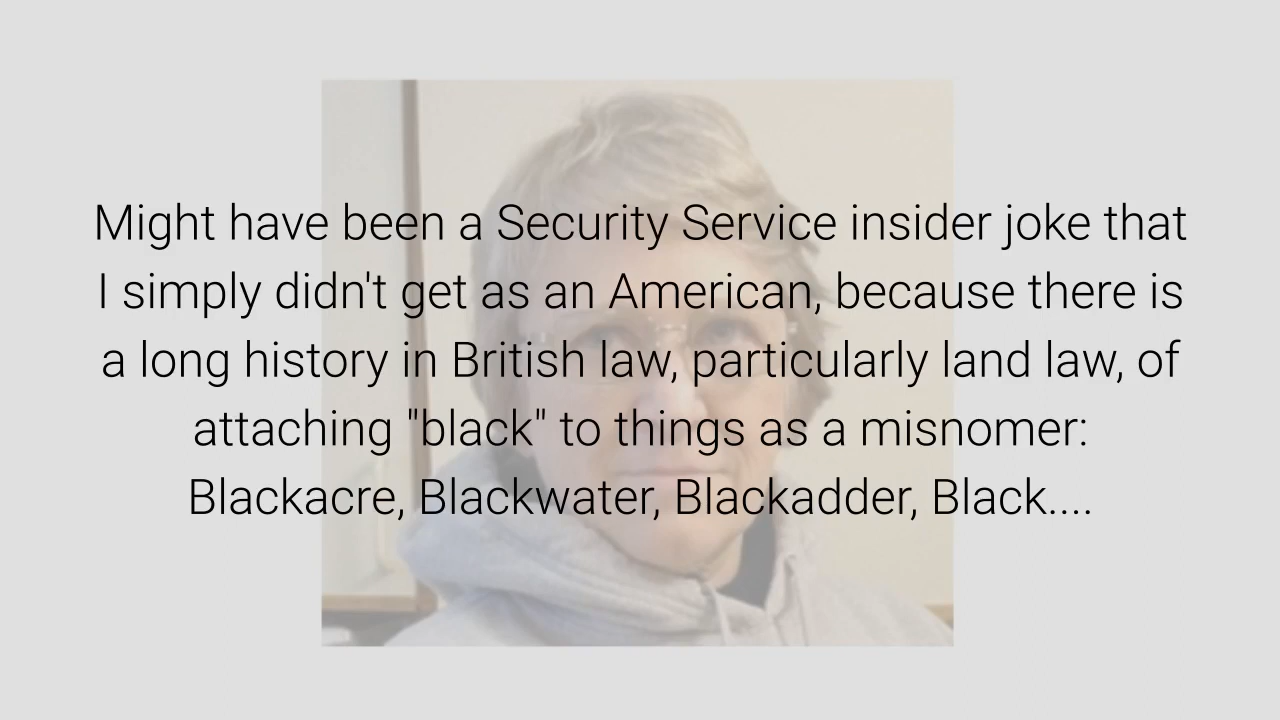 Might have been a Security Service insider joke that
I simply didn't get as an American, because there is
a long history in British law, particularly land law, of
attaching "black" to things as a misnomer:
Blackacre, Blackwater, Blackadder, Black....